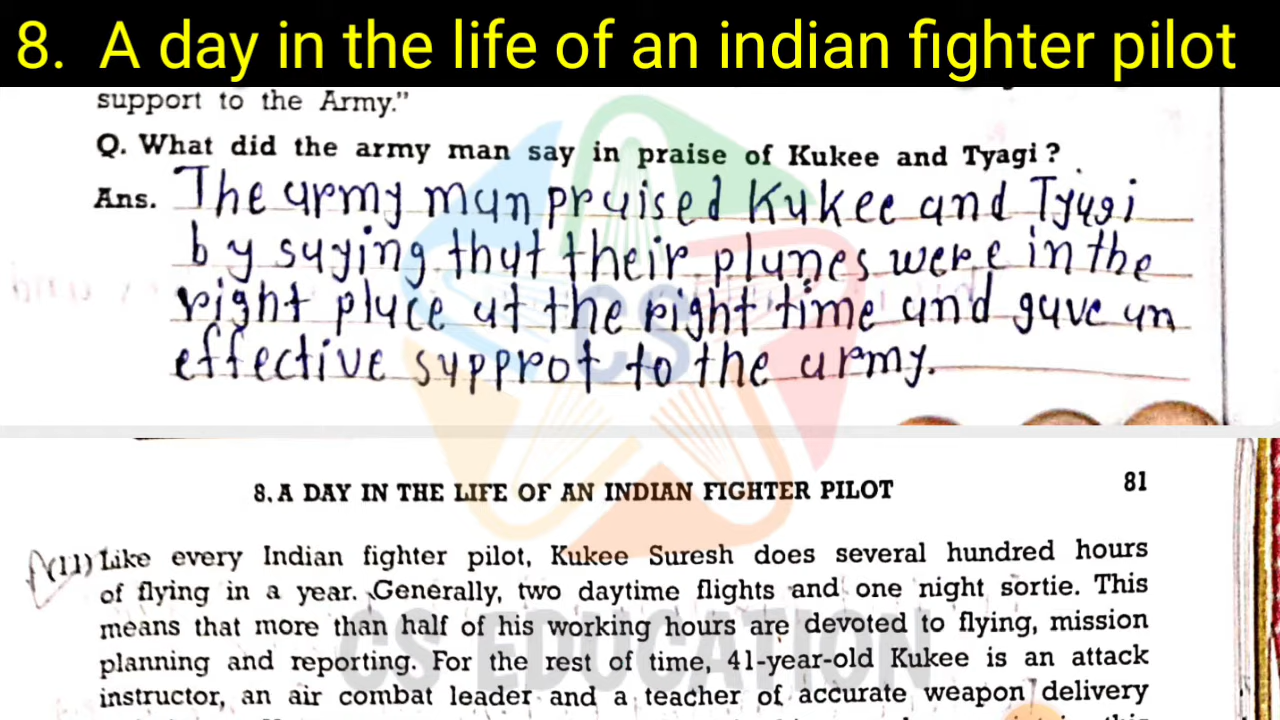 8. A day in the life of an indian fighter pilot
support to the Army."
Q. What did the army man say in praise of Kukee and Tyagi?
Ans. The army man praised Kukee and Tyagi
by saying that their planes were in the
right place at the right time and gave an
effective supprot to the army.
CS
8. A DAY IN THE LIFE OF AN INDIAN FIGHTER PILOT 81
(11) Like every Indian fighter pilot, Kukee Suresh does several hundred hours
of flying in a year. Generally, two daytime flights and one night sortie. This
means that more than half of his working hours are devoted to flying, mission
CS EDUCATION
planning and reporting. For the rest of time, 41-year-old Kukee is an attack
instructor, an air combat leader and a teacher of accurate weapon delivery